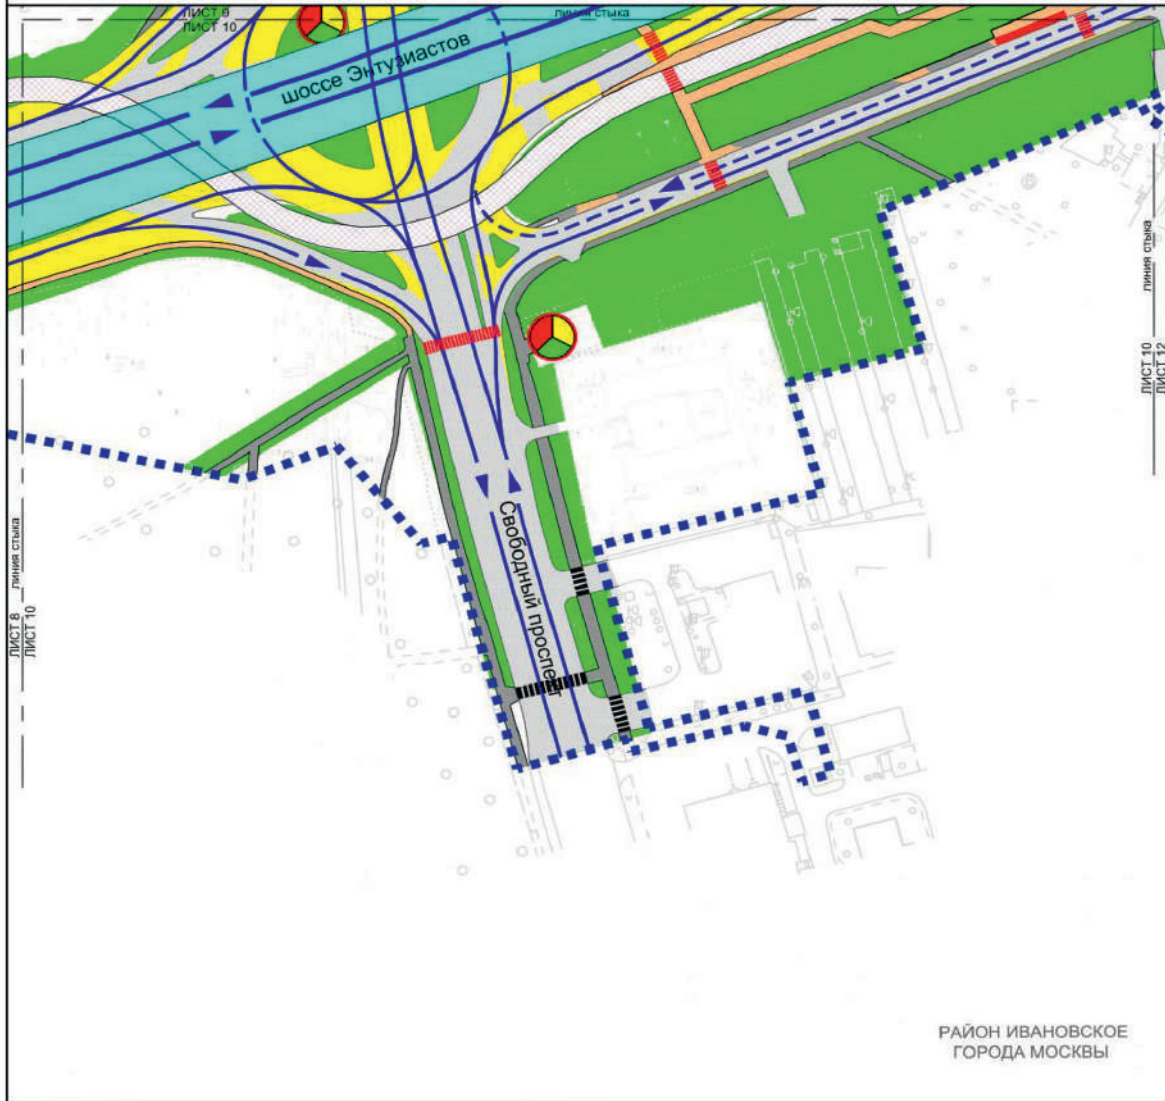 ЛИСТ 9
ЛИСТ 10
линия стыка
шоссе Энтузиастов
линия стыка
ЛИСТ 10
ЛИСТ 12
Свободный проспект
линия стыка
ЛИСТ 8
ЛИСТ 10
РАЙОН ИВАНОВСКОЕ
ГОРОДА МОСКВЫ